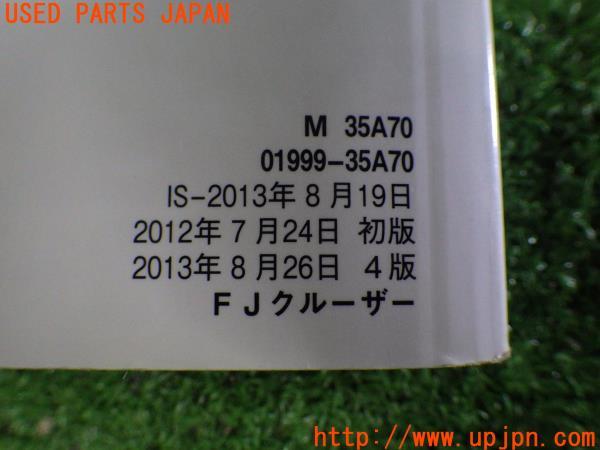 USED PARTS JAPAN
M 35A70
01999-35A70
IS-2013年8月19日
2012年7月24日 初版
2013年8月26日 4版
FJクルーザー
http://www.upjpn.com/